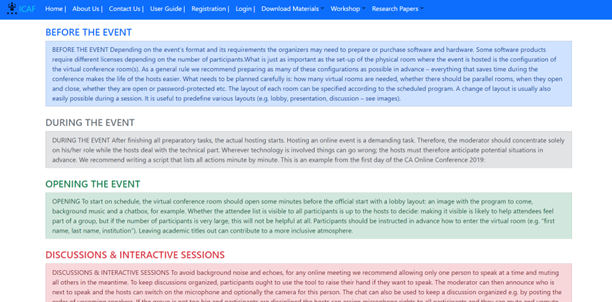 iCAF Home | About Us | Contact Us | User Guide | Registration | Login | Download Materials Workshop Research Papers
BEFORE THE EVENT
BEFORE THE EVENT Depending on the event's format and its requirements the organizers may need to prepare or purchase software and hardware. Some software products
require different licenses depending on the number of participants.What is just as important as the set-up of the physical room where the event is hosted is the configuration of
the virtual conference room(s). As a general rule we recommend preparing as many of these configurations as possible in advance – everything that saves time during the
conference makes the life of the hosts easier. What needs to be planned carefully is: how many virtual rooms are needed, whether there should be parallel rooms, when they open
and close, whether they are open or password-protected etc. The layout of each room can be specified according to the scheduled program. A change of layout is usually also
easily possible during a session. It is useful to predefine various layouts (e.g. lobby, presentation, discussion – see images).
DURING THE EVENT
DURING THE EVENT After finishing all preparatory tasks, the actual hosting starts. Hosting an online event is a demanding task. Therefore, the moderator should concentrate solely
on his/her role while the hosts deal with the technical part. Wherever technology is involved things can go wrong; the hosts must therefore anticipate potential situations in
advance. We recommend writing a script that lists all actions minute by minute. This is an example from the first day of the CA Online Conference 2019:
OPENING THE EVENT
OPENING To start on schedule, the virtual conference room should open some minutes before the official start with a lobby layout: an image with the program to come,
background music and a chatbox, for example. Whether the attendee list is visible to all participants is up to the hosts to decide: making it visible is likely to help attendees feel
part of a group, but if the number of participants is very large, this will not be helpful at all. Participants should be instructed in advance how to enter the virtual room (e.g. "first
name, last name, institution"). Leaving academic titles out can contribute to a more inclusive atmosphere.
DISCUSSIONS & INTERACTIVE SESSIONS
DISCUSSIONS & INTERACTIVE SESSIONS To avoid background noise and echoes, for any online meeting we recommend allowing only one person to speak at a time and muting
all others in the meantime. To keep discussions organized, participants ought to use the tool to raise their hand if they want to speak. The moderator can then announce who is
next to speak and the hosts can switch on the microphone and optionally the camera for this person. The chat can also be used to keep a discussion organized e.g. by posting the